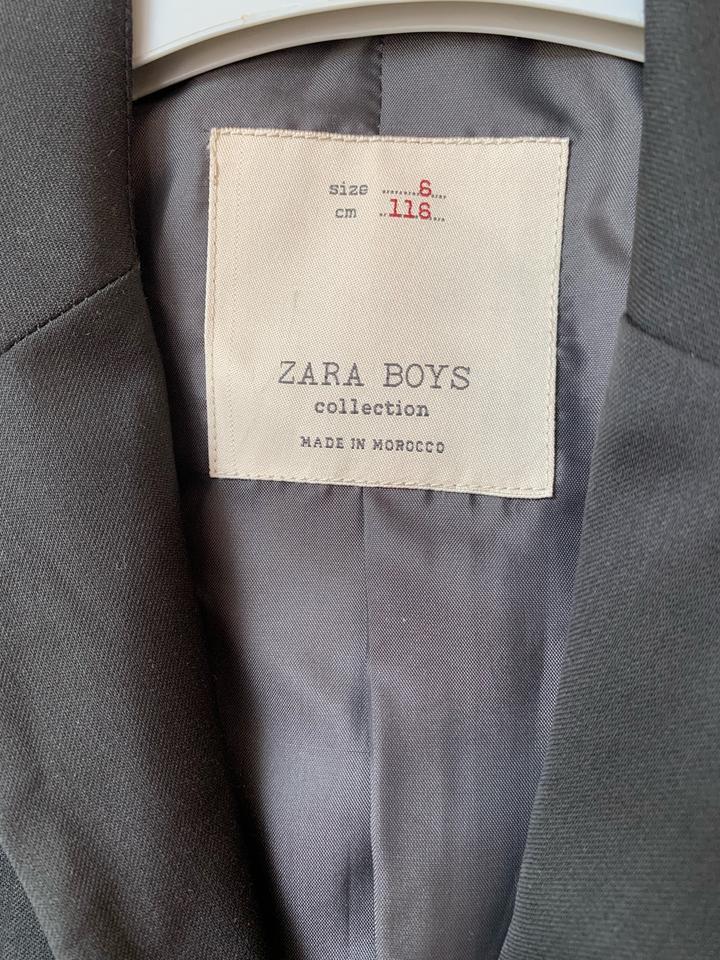 size ........6....
cm ..116...
ZARA BOYS
collection
MADE IN MOROCCO